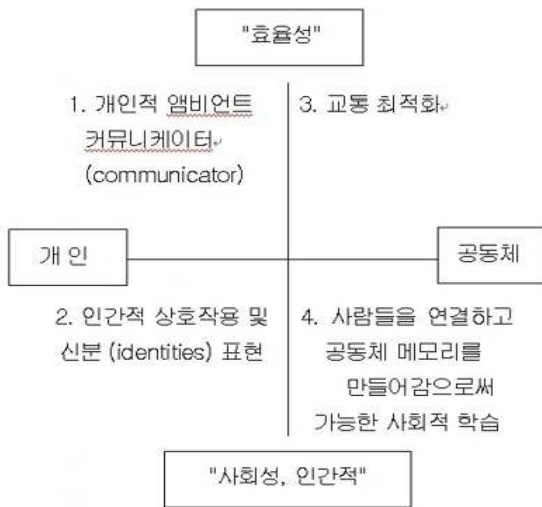 "효율성"
1. 개인적 앰비언트
커뮤니케이터
(communicator)
3. 교통 최적화
개 인
공동체
2. 인간적 상호작용 및
신분 (identities) 표현
4. 사람들을 연결하고
공동체 메모리를
만들어감으로써
가능한 사회적 학습
"사회성, 인간적"